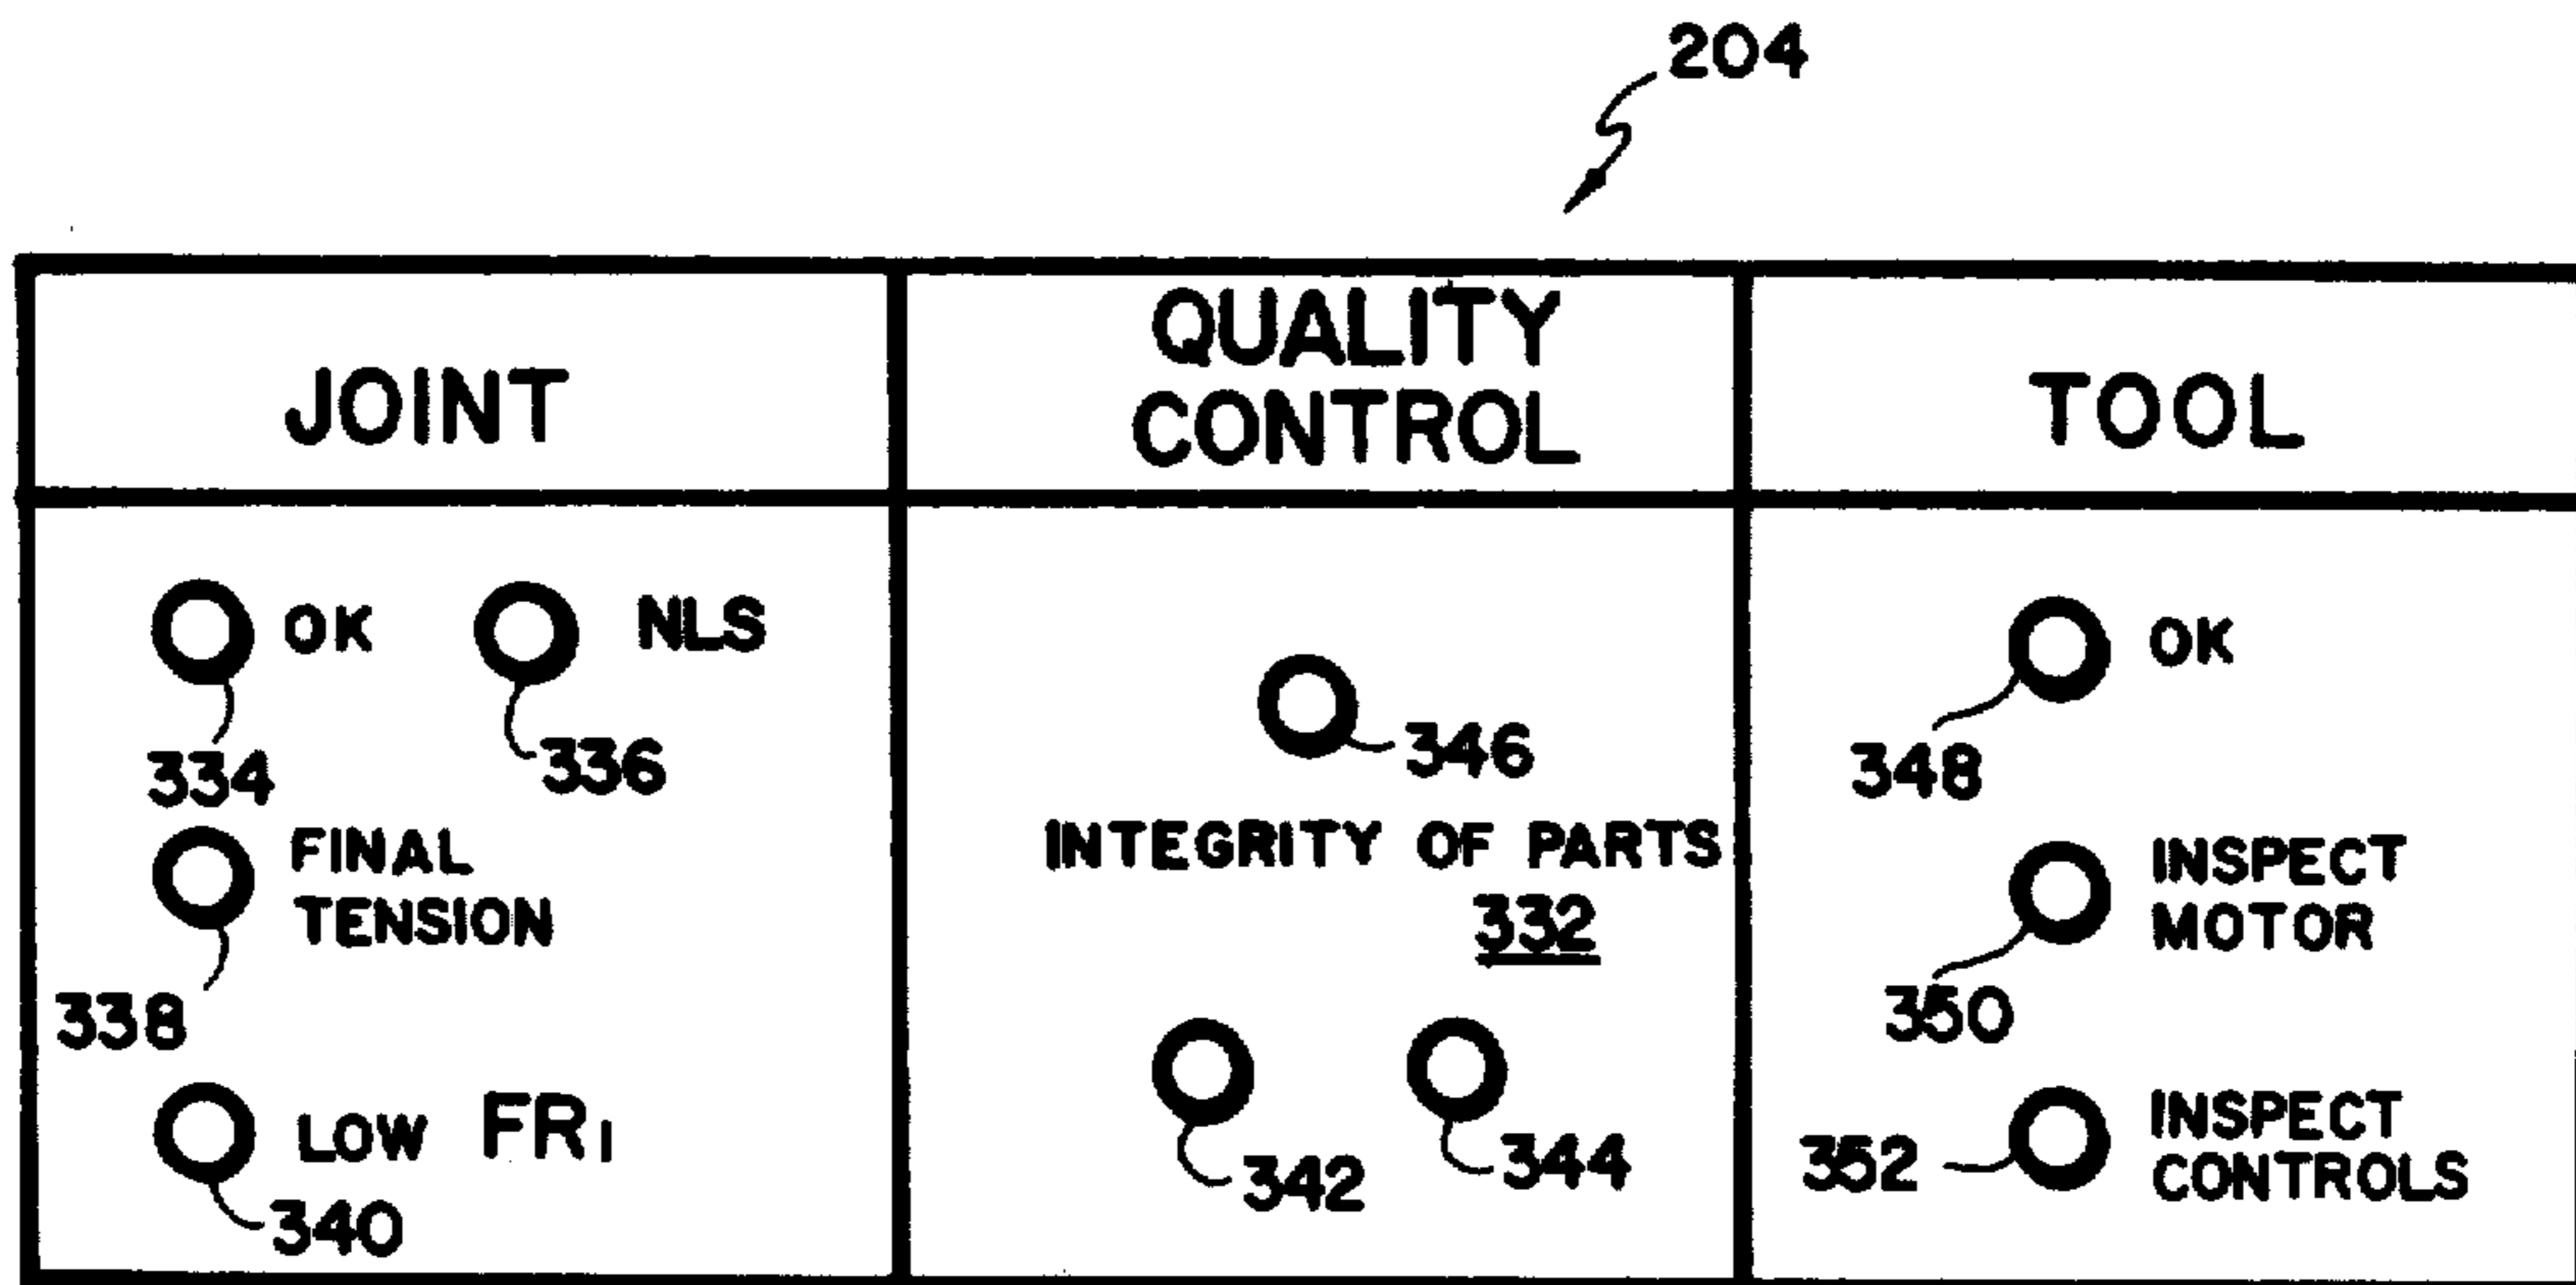 204
JOINT
QUALITY
CONTROL
TOOL
OK
NLS
334
336
FINAL
TENSION
338
LOW FR₁
340
346
INTEGRITY OF PARTS
332
342
344
OK
348
INSPECT
MOTOR
350
INSPECT
CONTROLS
352